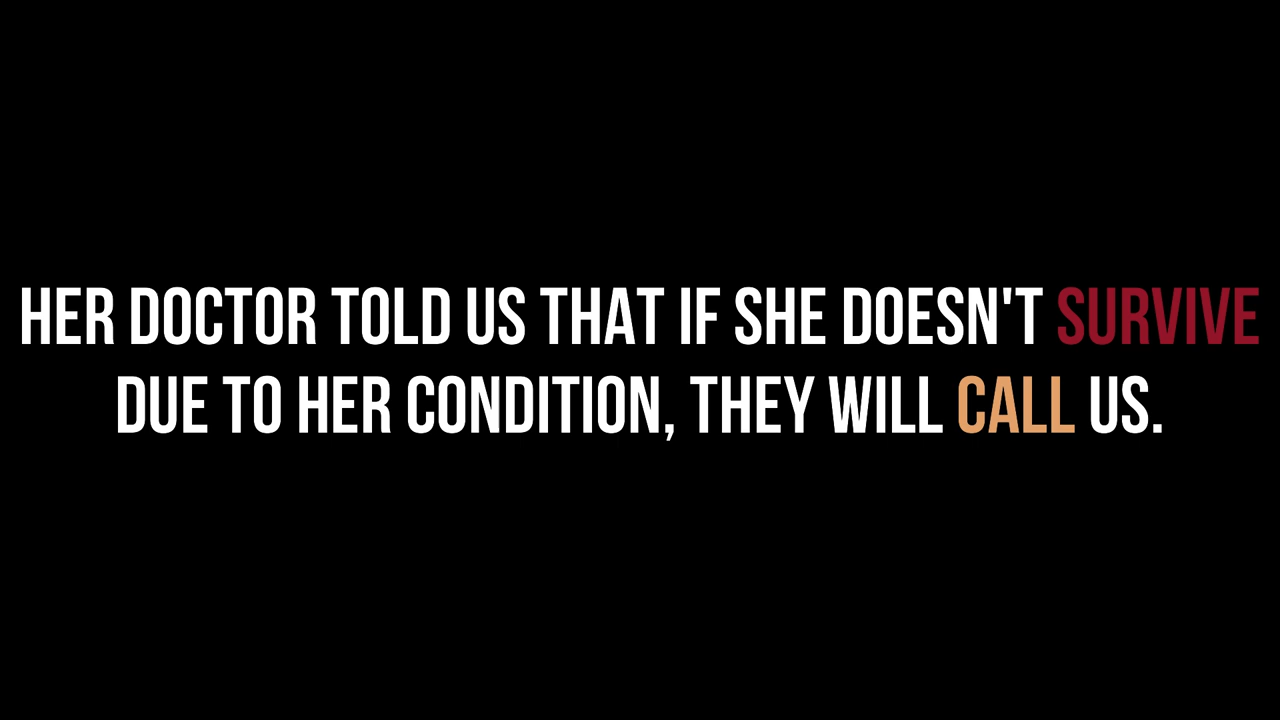 HER DOCTOR TOLD US THAT IF SHE DOESN'T SURVIVE
DUE TO HER CONDITION, THEY WILL CALL US.